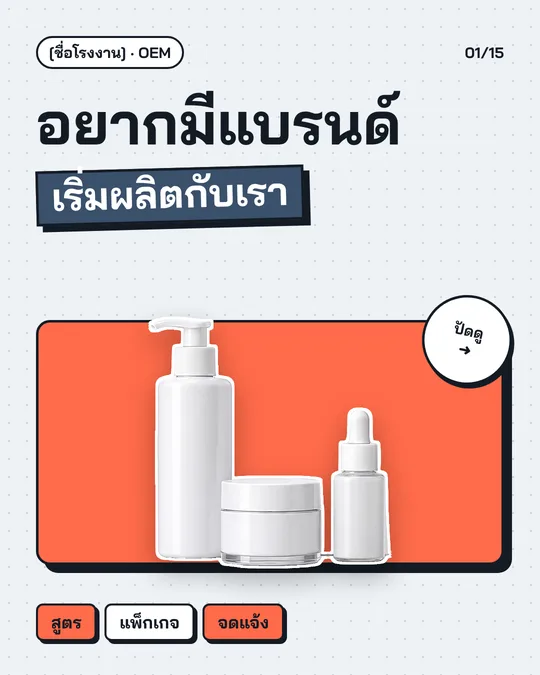 [ชื่อโรงงาน] · OEM
01/15
อยากมีแบรนด์
เริ่มผลิตกับเรา
ปัดดู
→
สูตร
แพ็กเกจ
จดแจ้ง